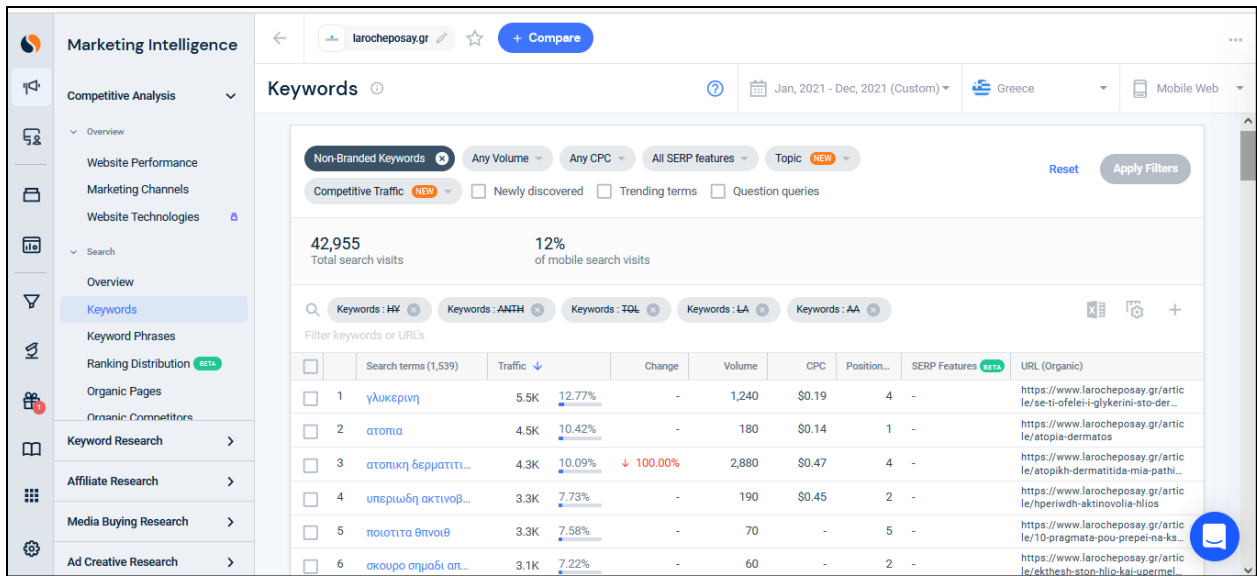 Marketing Intelligence
larocheposay.gr
+ Compare
Competitive Analysis
Keywords
Jan, 2021 - Dec, 2021 (Custom)
Greece
Mobile Web
Overview
Website Performance
Marketing Channels
Website Technologies
Search
Overview
Keywords
Keyword Phrases
Ranking Distribution BETA
Organic Pages
Organic Competitors
Keyword Research
Affiliate Research
Media Buying Research
Ad Creative Research
1
Non-Branded Keywords
Any Volume
Any CPC
All SERP features
Topic NEW
Reset
Apply Filters
Competitive Traffic NEW
Newly discovered
Trending terms
Question queries
42,955
Total search visits
12%
of mobile search visits
Keywords : HY
Keywords : ANTH
Keywords : TOL
Keywords : LA
Keywords : AA
Filter keywords or URL's
Search terms (1,539) Traffic Change Volume CPC Position... SERP Features BETA URL (Organic)
1 γλυκερινη 5.5K 12.77% - 1,240 $0.19 4 - https://www.larocheposay.gr/artic
le/se-ti-ofelei-i-glykerini-sto-der...
2 ατοπια 4.5K 10.42% - 180 $0.14 1 - https://www.larocheposay.gr/artic
le/atopia-dermatos
3 ατοπικη δερματιτι... 4.3K 10.09% ↓ 100.00% 2,880 $0.47 4 - https://www.larocheposay.gr/artic
le/atopikh-dermatitida-mia-pathi...
4 υπεριωδη ακτινοβ... 3.3K 7.73% - 190 $0.45 2 - https://www.larocheposay.gr/artic
le/hperiwdh-aktinovolia-hlios
5 ποιοτιτα θπνοιθ 3.3K 7.58% - 70 - 5 - https://www.larocheposay.gr/artic
le/10-pragmata-pou-prepei-na-ks...
6 σκουρο σημαδι απ... 3.1K 7.22% - 60 - 2 - https://www.larocheposay.gr/artic
le/ekthesh-ston-hlio-kai-upermel...